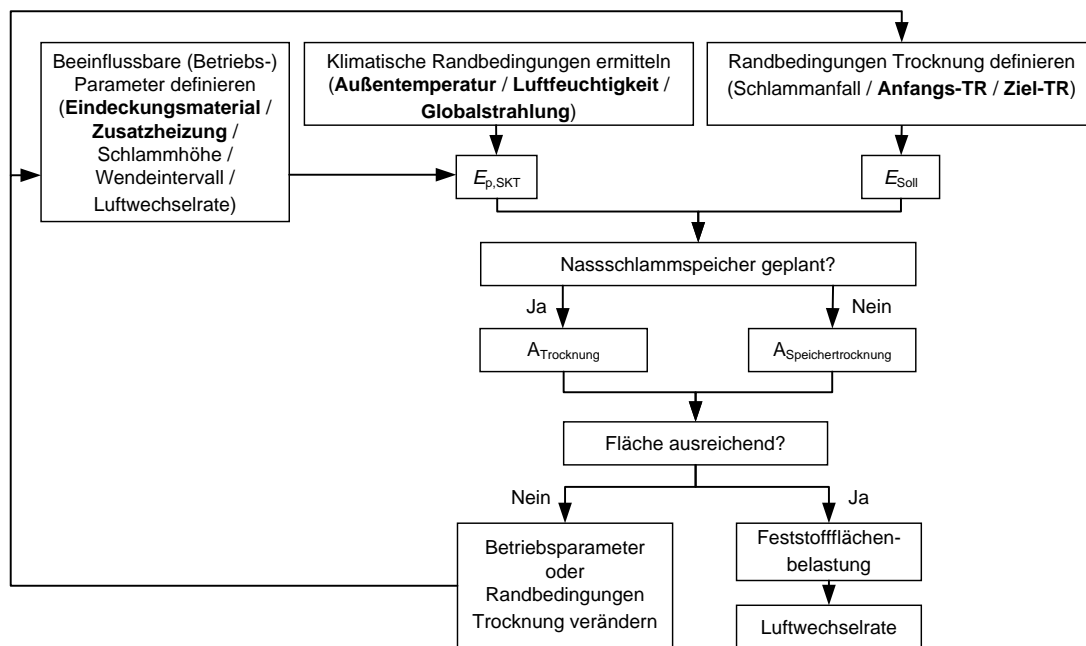 Beeinflussbare (Betriebs-)
Parameter definieren
(Eindeckungsmaterial /
Zusatzheizung /
Schlammhöhe /
Wendeintervall /
Luftwechselrate)
Klimatische Randbedingungen ermitteln
(Außentemperatur / Luftfeuchtigkeit /
Globalstrahlung)
Randbedingungen Trocknung definieren
(Schlammanfall / Anfangs-TR / Ziel-TR)
Ep,SKT
ESoll
Nassschlammspeicher geplant?
Ja
Nein
ATrocknung
ASpeichertrocknung
Fläche ausreichend?
Nein
Ja
Betriebsparameter
oder
Randbedingungen
Trocknung verändern
Feststoffflächen-
belastung
Luftwechselrate